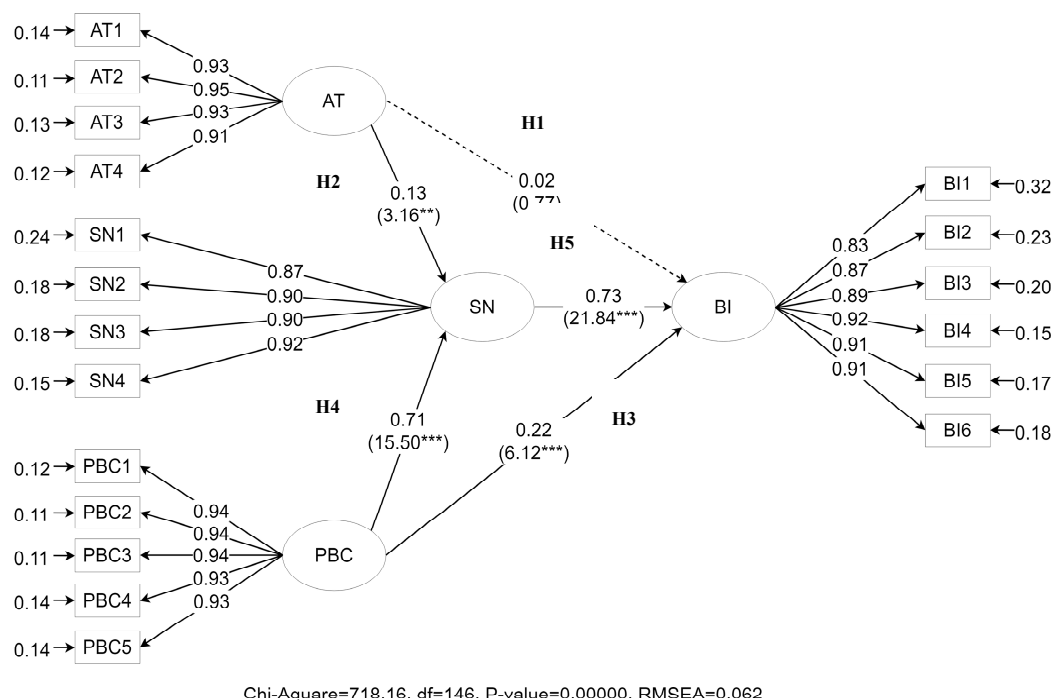 0.14 AT1
0.93
0.11 AT2
0.95
0.13 AT3
0.93
0.12 AT4
0.91
AT
H1
H2
0.02
(0.77)
0.13
(3.16**)
H5
0.24 SN1
0.87
0.18 SN2
0.90
0.18 SN3
0.90
0.15 SN4
0.92
SN
0.73
(21.84***)
BI
0.83
BI1 0.32
0.87
BI2 0.23
0.89
BI3 0.20
0.92
BI4 0.15
0.91
BI5 0.17
0.91
BI6 0.18
H4
H3
0.71
(15.50***)
0.22
(6.12***)
0.12 PBC1
0.94
0.11 PBC2
0.94
0.11 PBC3
0.94
0.14 PBC4
0.93
0.14 PBC5
0.93
PBC
Chi-Aquare=718.16, df=146, P-value=0.00000, RMSEA=0.062